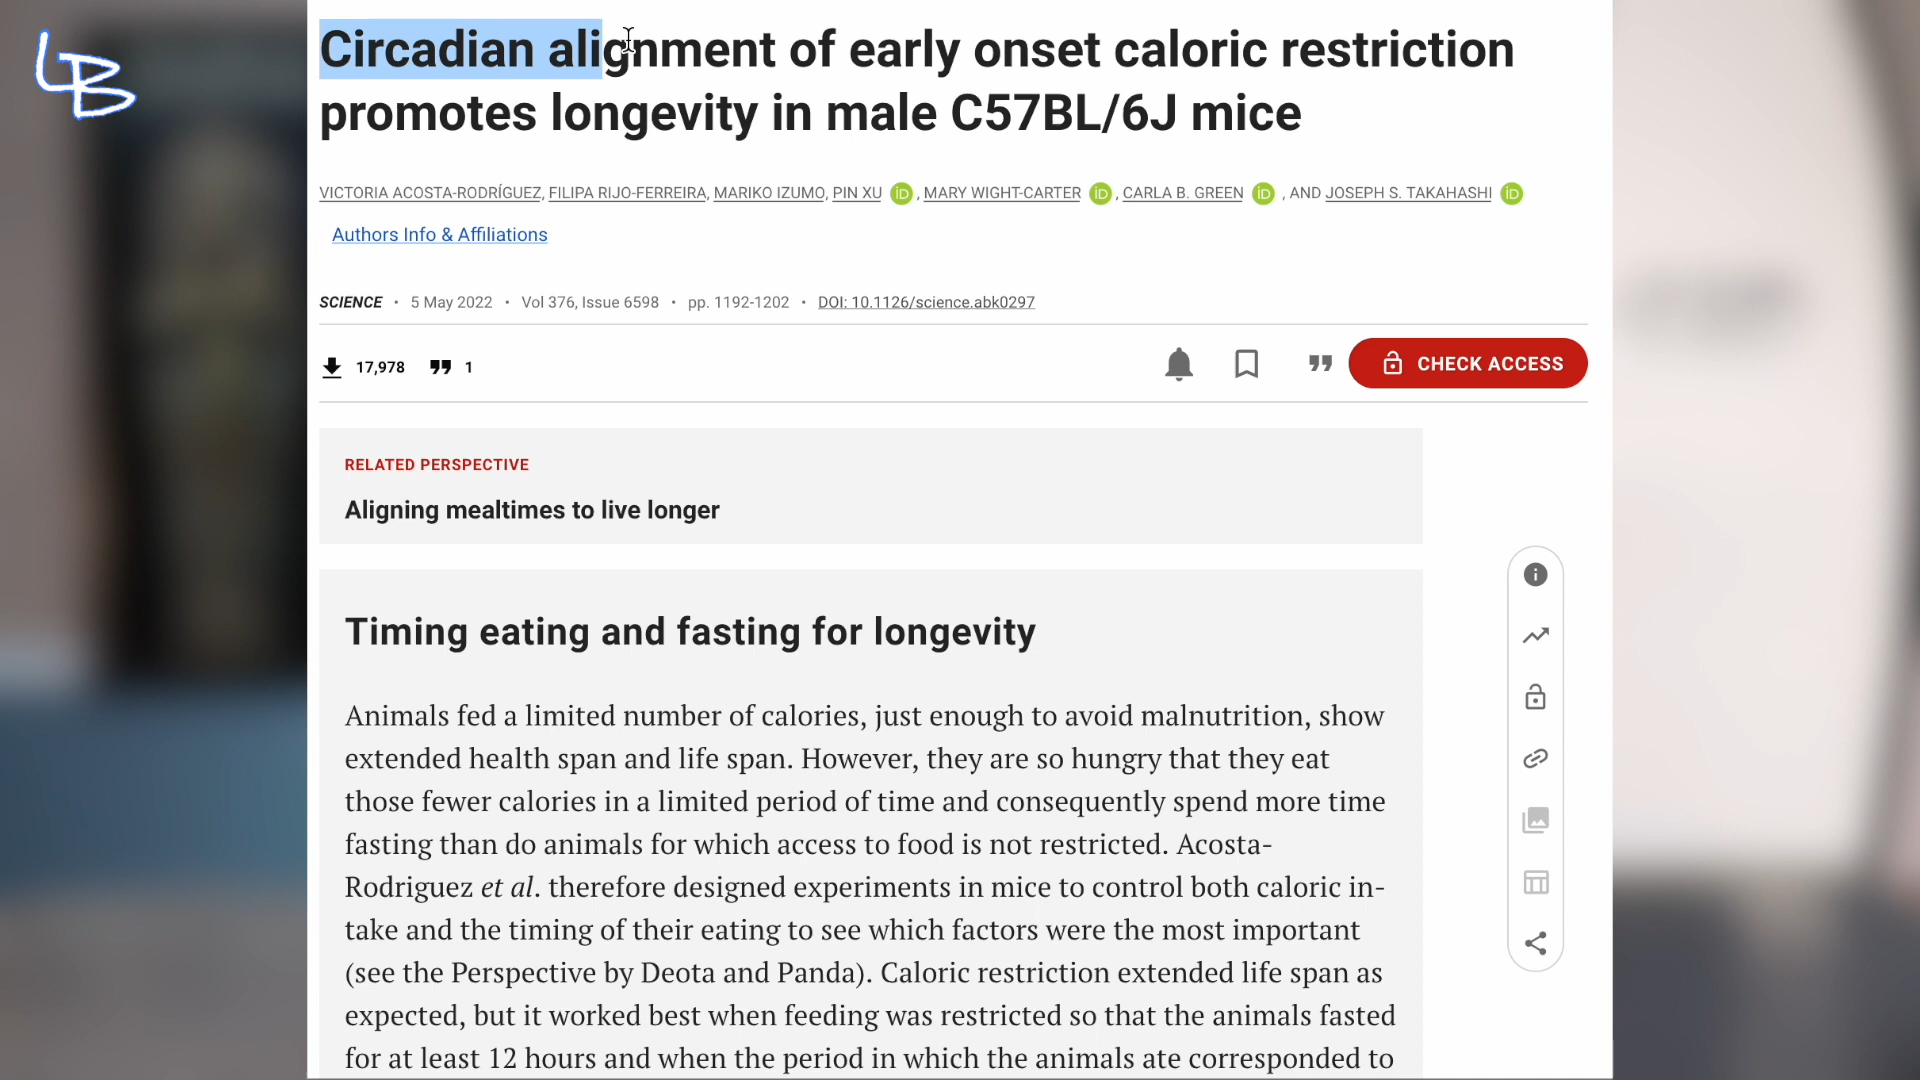 LB
Circadian alignment of early onset caloric restriction
promotes longevity in male C57BL/6J mice
VICTORIA ACOSTA-RODRÍGUEZ, FILIPA RIJO-FERREIRA, MARIKO IZUMO, PIN XU iD , MARY WIGHT-CARTER iD , CARLA B. GREEN iD , AND JOSEPH S. TAKAHASHI iD
Authors Info & Affiliations
SCIENCE • 5 May 2022 • Vol 376, Issue 6598 • pp. 1192-1202 • DOI: 10.1126/science.abk0297
17,978 1
CHECK ACCESS
RELATED PERSPECTIVE
Aligning mealtimes to live longer
Timing eating and fasting for longevity
Animals fed a limited number of calories, just enough to avoid malnutrition, show
extended health span and life span. However, they are so hungry that they eat
those fewer calories in a limited period of time and consequently spend more time
fasting than do animals for which access to food is not restricted. Acosta-
Rodriguez et al. therefore designed experiments in mice to control both caloric in-
take and the timing of their eating to see which factors were the most important
(see the Perspective by Deota and Panda). Caloric restriction extended life span as
expected, but it worked best when feeding was restricted so that the animals fasted
for at least 12 hours and when the period in which the animals ate corresponded to